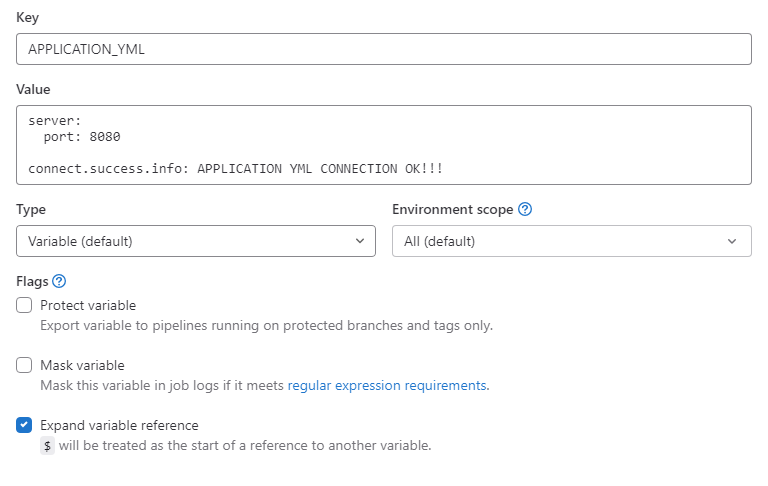 Key
APPLICATION_YML
Value
server:
  port: 8080

connect.success.info: APPLICATION YML CONNECTION OK!!!
Type
Environment scope
Variable (default)
All (default)
Flags
Protect variable
Export variable to pipelines running on protected branches and tags only.
Mask variable
Mask this variable in job logs if it meets regular expression requirements.
Expand variable reference
$ will be treated as the start of a reference to another variable.